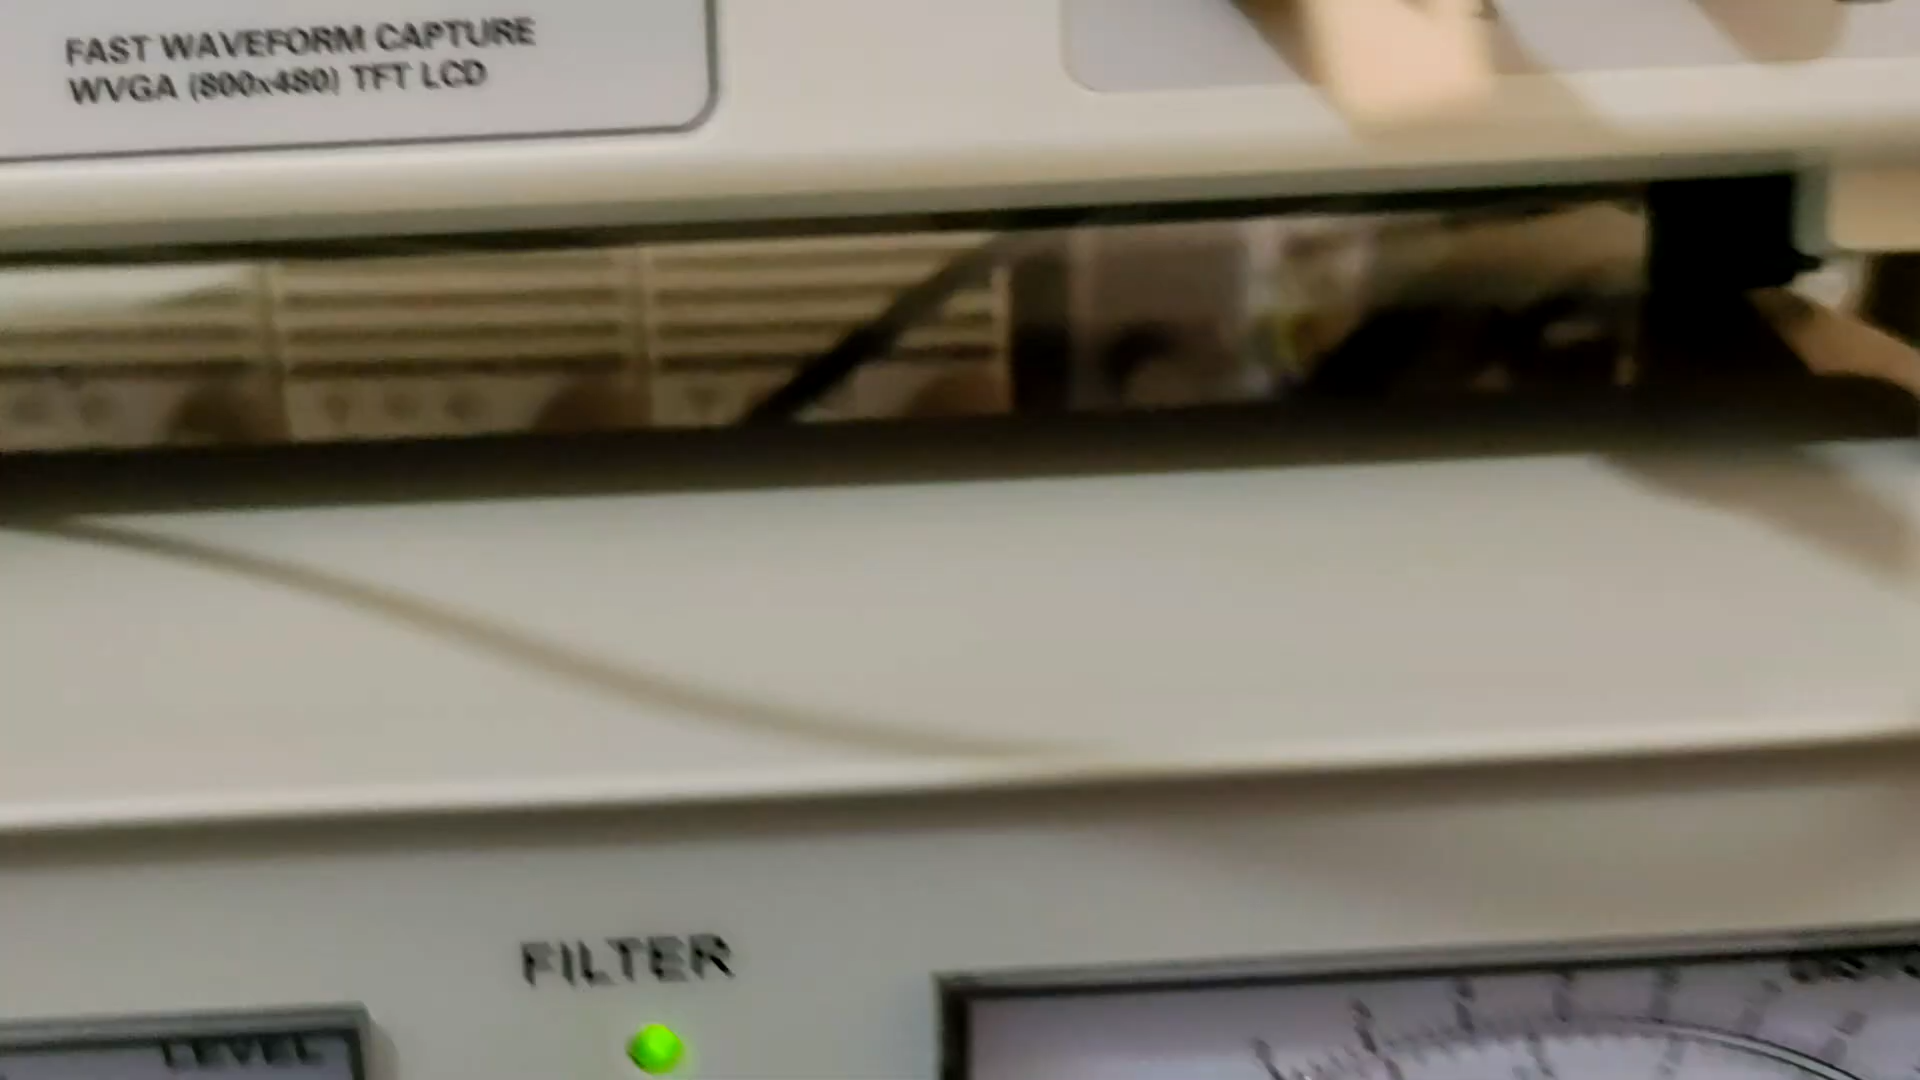 FAST WAVEFORM CAPTURE
WVGA (800x480) TFT LCD
FILTER
LEVEL